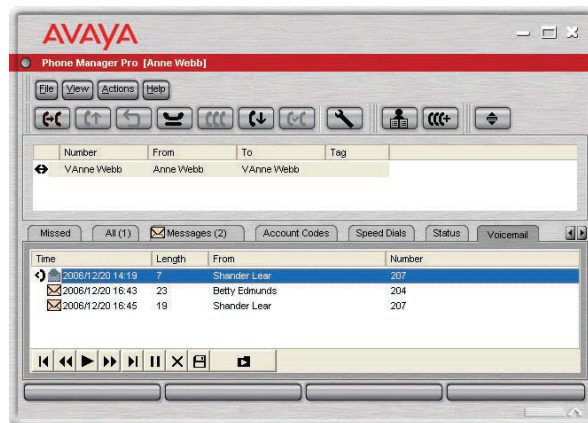 AVAYA
Phone Manager Pro [Anne Webb]
File View Actions Help
Number From To Tag
VAnne Webb Anne Webb VAnne Webb
Missed All (1) Messages (2) Account Codes Speed Dials Status Voicemail
Time Length From Number
2006/12/20 14:19 7 Shander Lear 207
2006/12/20 16:43 23 Betty Edmunds 204
2006/12/20 16:45 19 Shander Lear 207